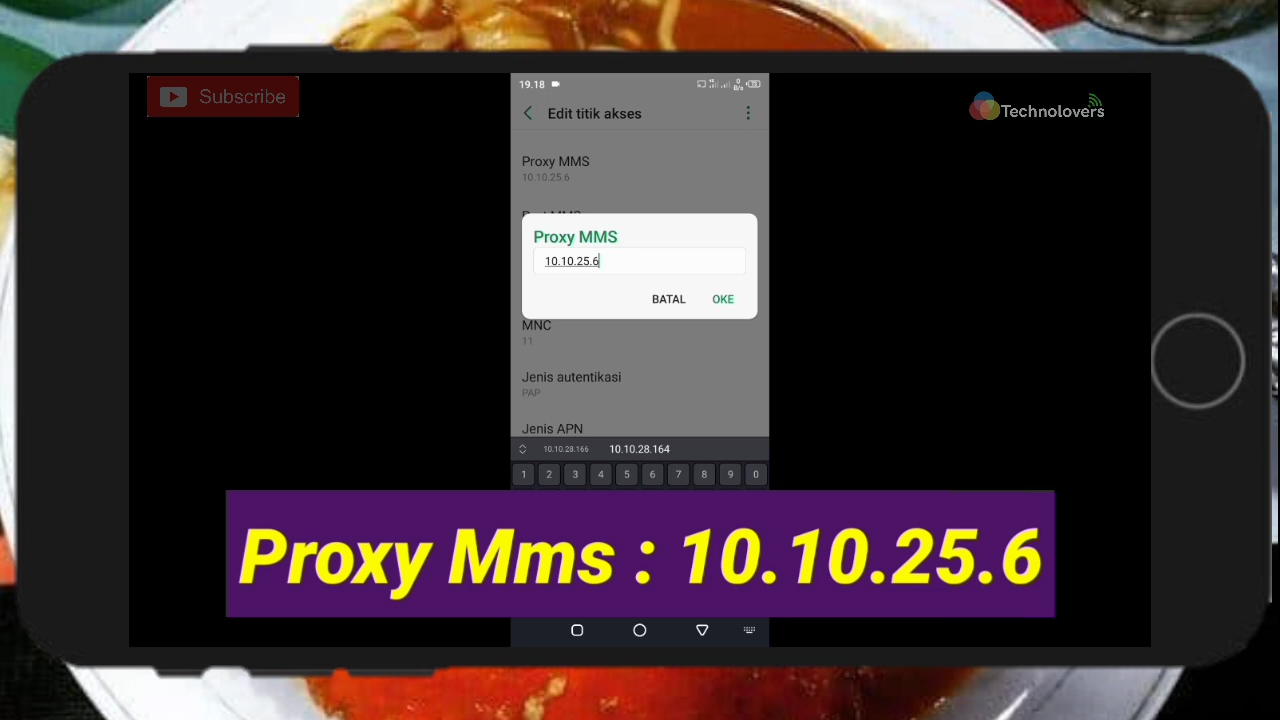 Subscribe
Technolovers
19.18
Edit titik akses
Proxy MMS
10.10.25.6
Proxy MMS
10.10.25.6
BATAL
OKE
MNC
11
Jenis autentikasi
PAP
Jenis APN
10.10.28.166
10.10.28.164
1 2 3 4 5 6 7 8 9 0
Proxy Mms : 10.10.25.6